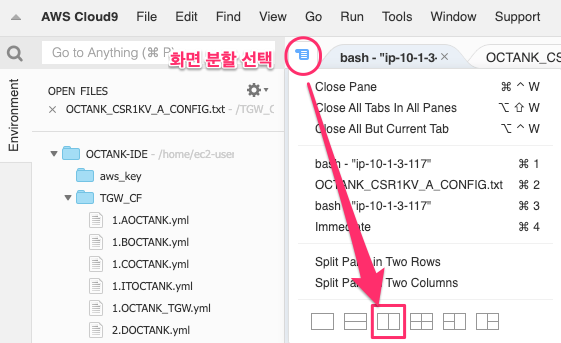 AWS Cloud9 File Edit Find View Go Run Tools Window Support
Go to Anything (⌘ P)
화면 분할 선택
bash - "ip-10-1-3- ×
OCTANK_CS
Environment
OPEN FILES
× OCTANK_CSR1KV_A_CONFIG.txt - /TGW_C
OCTANK-IDE - /home/ec2-user
aws_key
TGW_CF
1.AOCTANK.yml
1.BOCTANK.yml
1.COCTANK.yml
1.ITOCTANK.yml
1.OCTANK_TGW.yml
2.DOCTANK.yml
Close Pane ⌘ ^ W
Close All Tabs In All Panes ⌥ ⇧ W
Close All But Current Tab ⌥ ^ W
bash - "ip-10-1-3-117" ⌘ 1
OCTANK_CSR1KV_A_CONFIG.txt ⌘ 2
bash - "ip-10-1-3-117" ⌘ 3
Immediate ⌘ 4
Split Pane in Two Rows
Split Pane in Two Columns